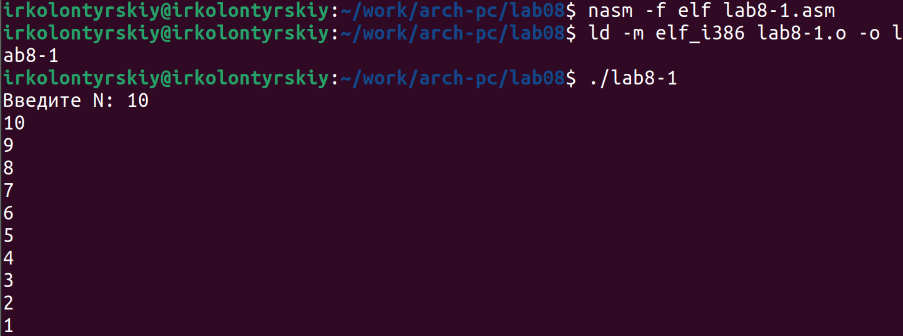 irkolontyrskiy@irkolontyrskiy:~/work/arch-pc/lab08$ nasm -f elf lab8-1.asm
irkolontyrskiy@irkolontyrskiy:~/work/arch-pc/lab08$ ld -m elf_i386 lab8-1.o -o l
ab8-1
irkolontyrskiy@irkolontyrskiy:~/work/arch-pc/lab08$ ./lab8-1
Введите N: 10
10
9
8
7
6
5
4
3
2
1